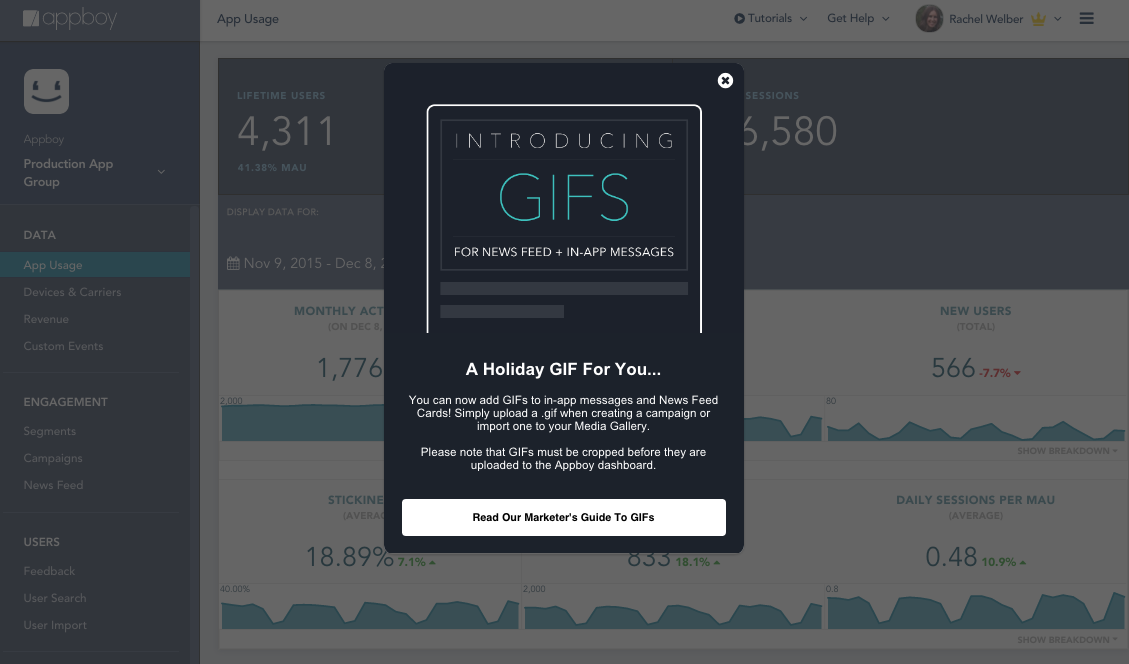 appboy
App Usage
Tutorials
Get Help
Rachel Welber
Appboy
Production App
Group
DATA
App Usage
Devices & Carriers
Revenue
Custom Events
ENGAGEMENT
Segments
Campaigns
News Feed
USERS
Feedback
User Search
User Import
LIFETIME USERS
4,311
41.38% MAU
SESSIONS
6,580
DISPLAY DATA FOR:
Nov 9, 2015 - Dec 8, 2
INTRODUCING
GIFS
FOR NEWS FEED + IN-APP MESSAGES
A Holiday GIF For You...
You can now add GIFs to in-app messages and News Feed
Cards! Simply upload a .gif when creating a campaign or
import one to your Media Gallery.
Please note that GIFs must be cropped before they are
uploaded to the Appboy dashboard.
Read Our Marketer's Guide To GIFs
MONTHLY ACT
(ON DEC 8,
1,776
2,000
NEW USERS
(TOTAL)
566 -7.7%
80
SHOW BREAKDOWN
STICKINE
(AVERAG
18.89% 7.1%
40.00%
833 18.1%
2,000
DAILY SESSIONS PER MAU
(AVERAGE)
0.48 10.9%
0.8
SHOW BREAKDOWN